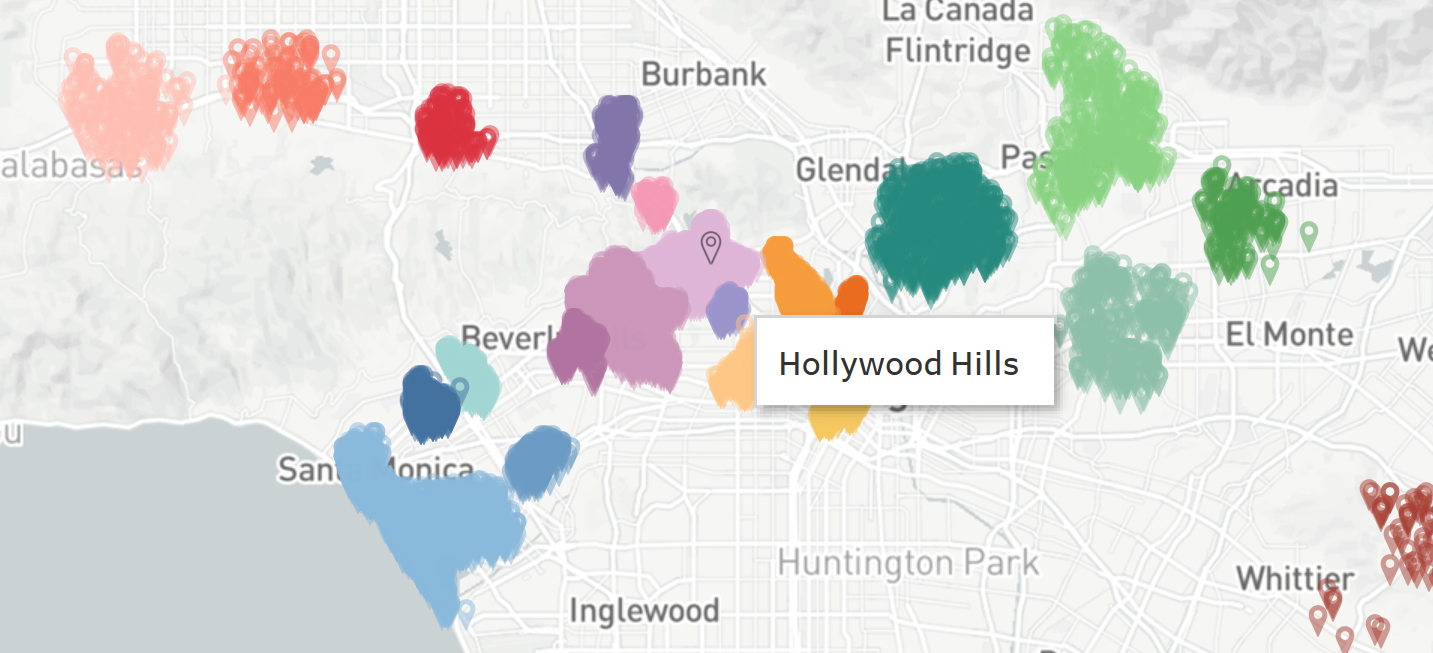 La Canada
Flintridge
Burbank
Glendal
Pas
alabasas
Arcadia
Beverl
El Monte
We
Hollywood Hills
Santa Monica
Huntington Park
Whittier
Inglewood